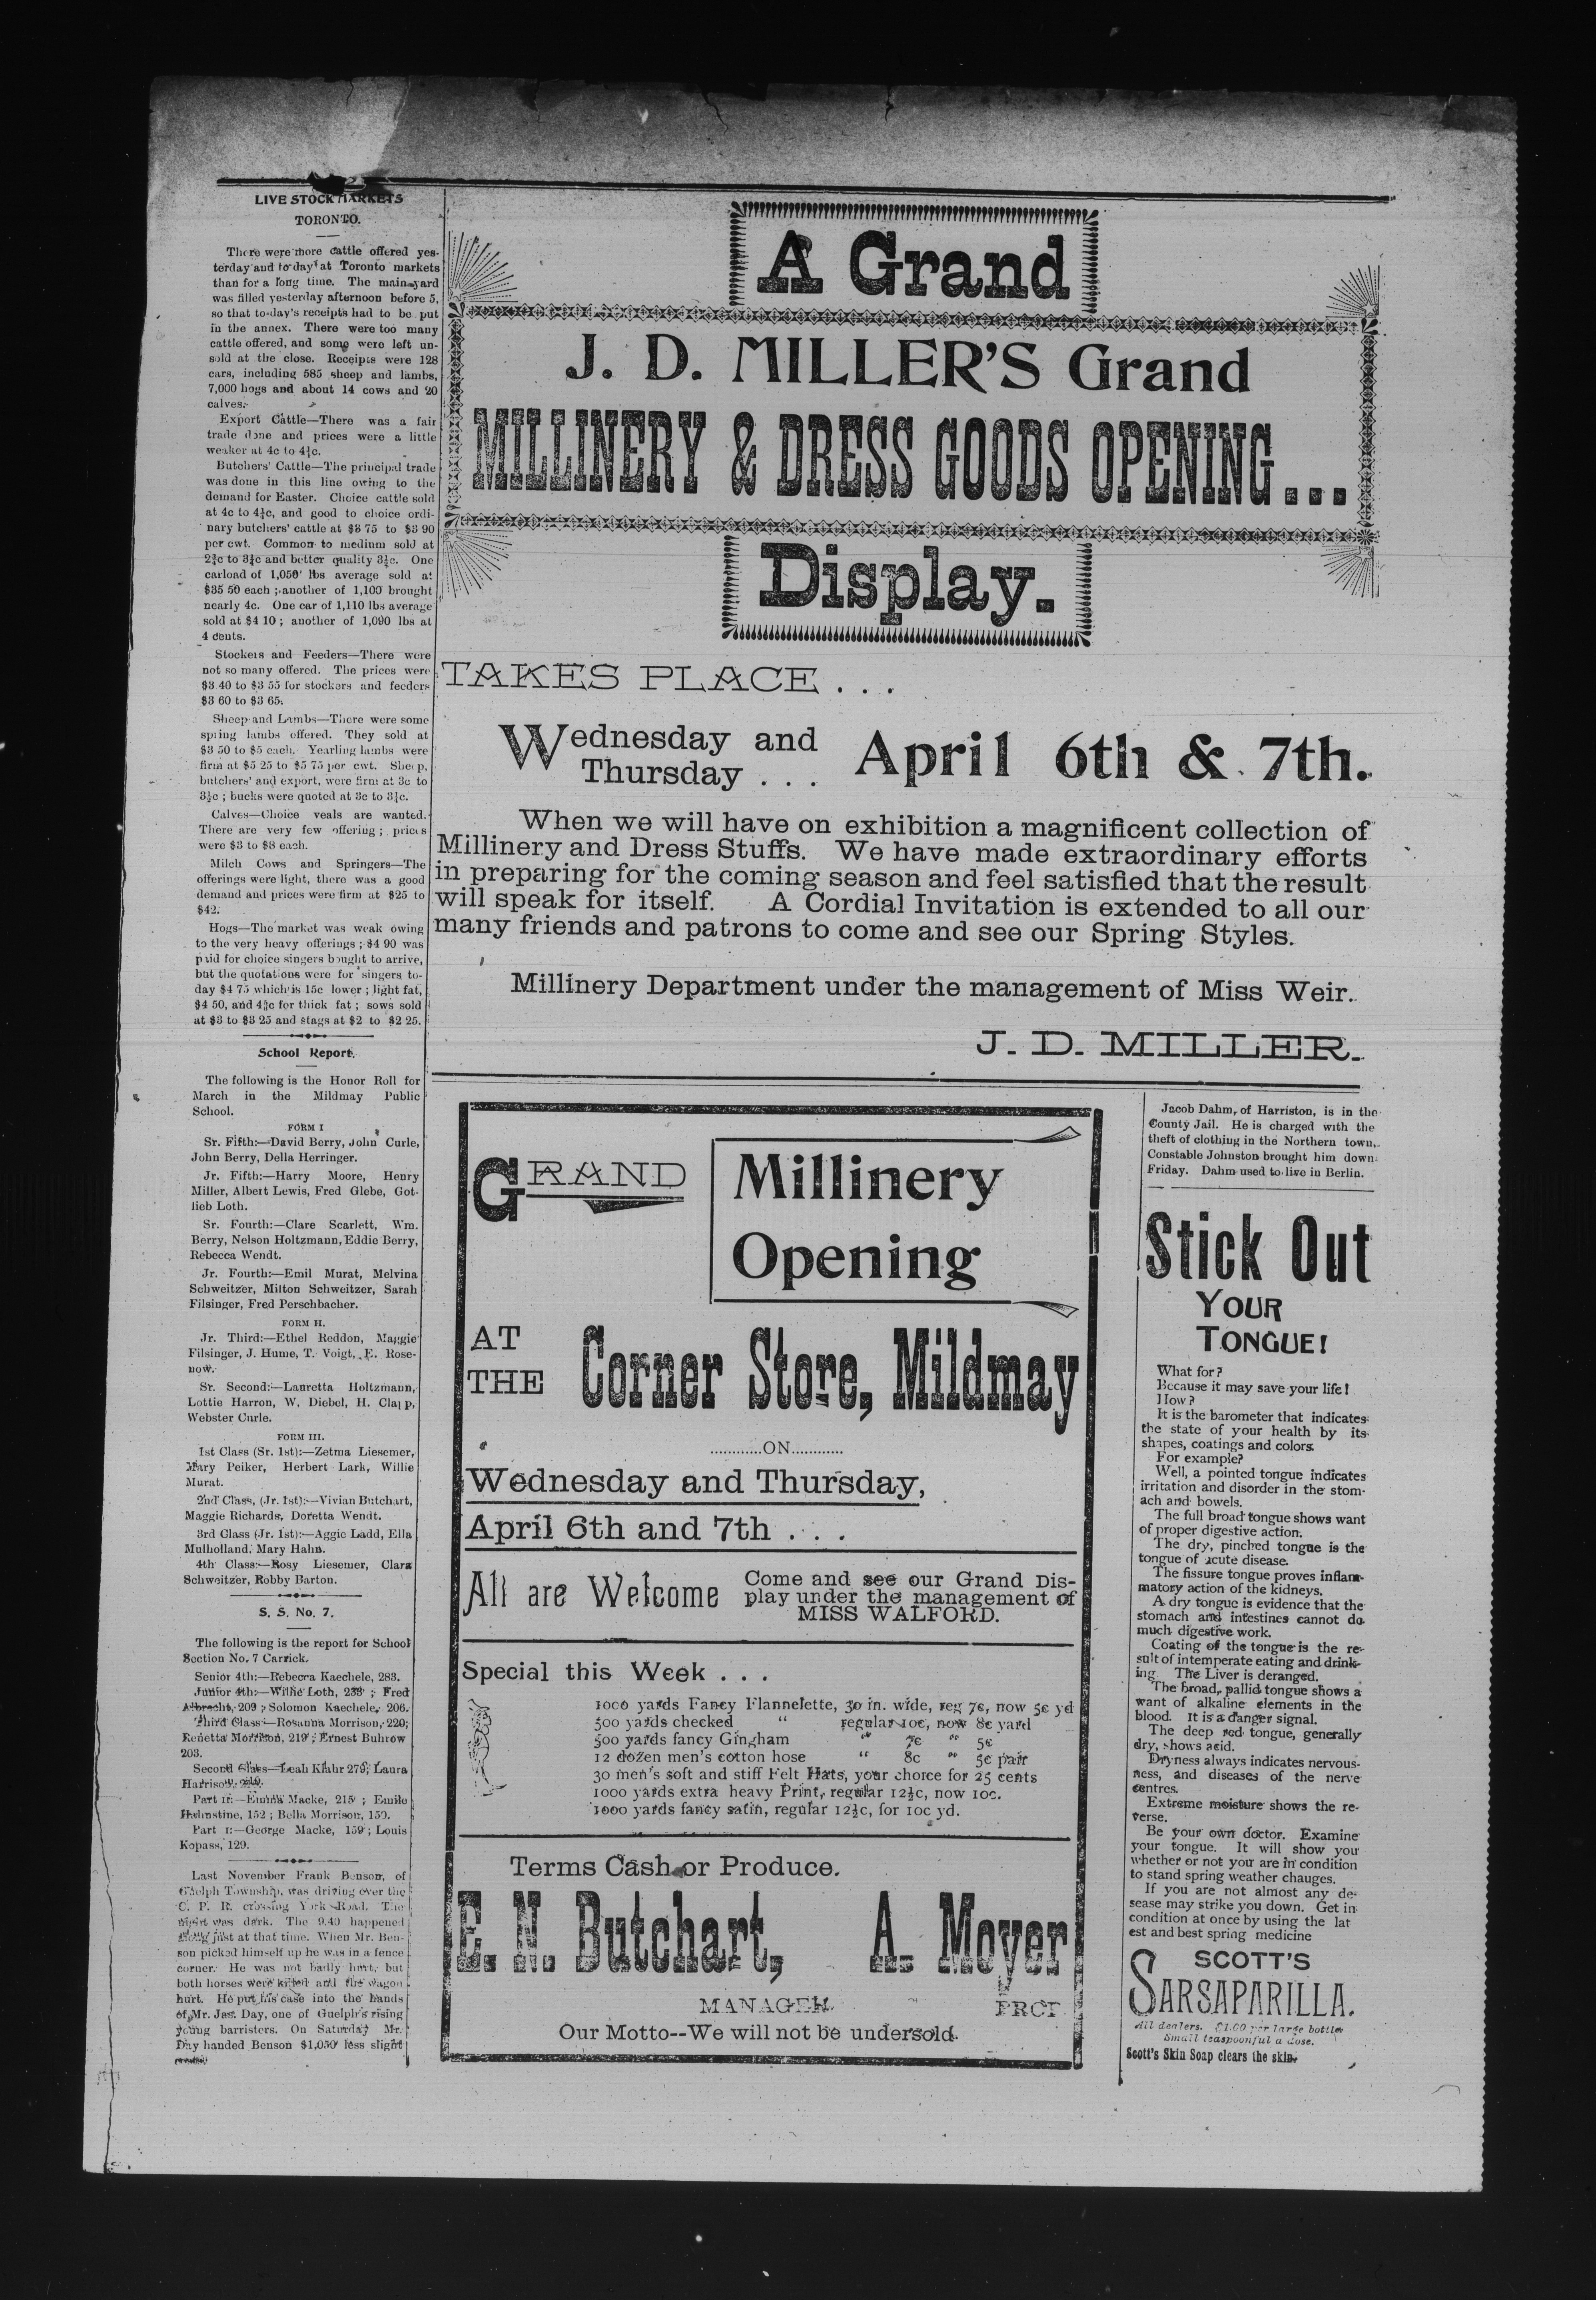 LIVE STOCK MARKETS
TORONTO.
There were more cattle offered yes-
terday and to-day at Toronto markets
than for a long time. The main yard
was filled yesterday afternoon before 5,
so that to-day's receipts had to be put
in the annex. There were too many
cattle offered, and some were left un-
sold at the close. Receipts were 128
cars, including 585 sheep and lambs,
7,000 hogs and about 14 cows and 20
calves.
Export Cattle—There was a fair
trade done and prices were a little
weaker at 4c to 4¼c.
Butchers' Cattle—The principal trade
was done in this line owing to the
demand for Easter. Choice cattle sold
at 4c to 4¼c, and good to choice ordi-
nary butchers' cattle at $3 75 to $3 90
per cwt. Common to medium sold at
2¾c to 3¼c and better quality 3½c. One
carload of 1,050 lbs average sold at
$35 50 each ; another of 1,100 brought
nearly 4c. One car of 1,110 lbs average
sold at $4 10 ; another of 1,090 lbs at
4 cents.
Stockers and Feeders—There were
not so many offered. The prices were
$3 40 to $3 55 for stockers and feeders
$3 60 to $3 65.
Sheep and Lambs—There were some
spring lambs offered. They sold at
$3 50 to $5 each. Yearling lambs were
firm at $5 25 to $5 75 per cwt. Sheep,
butchers' and export, were firm at 3c to
3½c ; bucks were quoted at 3c to 3¼c.
Calves—Choice veals are wanted.
There are very few offering ; prices
were $3 to $8 each.
Milch Cows and Springers—The
offerings were light, there was a good
demand and prices were firm at $25 to
$42.
Hogs—The market was weak owing
to the very heavy offerings ; $4 90 was
paid for choice singers bought to arrive,
but the quotations were for singers to-
day $4 75 which is 15c lower ; light fat,
$4 50, and 4½c for thick fat ; sows sold
at $3 to $3 25 and stags at $2 to $2 25.
School Report.
The following is the Honor Roll for
March in the Mildmay Public
School.
FORM I
Sr. Fifth:—David Berry, John Curle,
John Berry, Della Herringer.
Jr. Fifth:—Harry Moore, Henry
Miller, Albert Lewis, Fred Glebe, Got-
lieb Loth.
Sr. Fourth:—Clare Scarlett, Wm.
Berry, Nelson Holtzmann, Eddie Berry,
Rebecca Wendt.
Jr. Fourth:—Emil Murat, Melvina
Schweitzer, Milton Schweitzer, Sarah
Filsinger, Fred Perschbacher.
FORM II.
Jr. Third:—Ethel Reddon, Maggie
Filsinger, J. Hume, T. Voigt, E. Rose-
now.
Sr. Second:—Lauretta Holtzmann,
Lottie Harron, W. Diebel, H. Clapp,
Webster Curle.
FORM III.
1st Class (Sr. 1st):—Zetma Liesemer,
Mary Peiker, Herbert Lark, Willie
Murat.
2nd Class, (Jr. 1st):—Vivian Butchart,
Maggie Richards, Doretta Wendt.
3rd Class (Jr. 1st):—Aggie Ladd, Ella
Mulholland, Mary Hahn.
4th Class:—Rosy Liesemer, Clara
Schweitzer, Robby Barton.
S. S. No. 7.
The following is the report for School
Section No. 7 Carrick.
Senior 4th:—Rebecca Kaechele, 283.
Junior 4th:—Willie Loth, 233 ; Fred
Albrecht, 209 ; Solomon Kaechele, 206.
Third Class—Rosanna Morrison, 220;
Renetta Morrison, 219 ; Ernest Buhrow
203.
Second Class—Leah Klahr 279; Laura
Harrison,
Part II—Emma Macke, 215 ; Emile
152 ; Bella Morrison, 150.
Part I:—George Macke, 159 ; Louis
Kopass, 129.
Last November Frank Benson, of
Guelph Township, was driving over the
C. P. R. crossing York Road. The
night was dark. The 9.40 happened
just at that time. When Mr. Ben-
son picked himself up he was in a fence
corner. He was not badly hurt, but
both horses were killed and the wagon
hurt. He put his case into the hands
of Mr. Jas. Day, one of Guelph's rising
young barristers. On Saturday Mr.
Day handed Benson $1,050 less slight
A Grand
J. D. MILLER'S Grand
MILLINERY & DRESS GOODS OPENING...
Display.
TAKES PLACE . . .
Wednesday and
Thursday . . .
April 6th & 7th.
When we will have on exhibition a magnificent collection of
Millinery and Dress Stuffs. We have made extraordinary efforts
in preparing for the coming season and feel satisfied that the result
will speak for itself. A Cordial Invitation is extended to all our
many friends and patrons to come and see our Spring Styles.
Millinery Department under the management of Miss Weir.
J. D. MILLER.
GRAND
Millinery
Opening
AT
THE
Corner Store, Mildmay
............ON............
Wednesday and Thursday,
April 6th and 7th . . .
All are Welcome
Come and see our Grand Dis-
play under the management of
MISS WALFORD.
Special this Week . . .
1000 yards Fancy Flannelette, 30 in. wide, reg 7c, now 5c yd
500 yards checked " regular 10c, now 8c yard
500 yards fancy Gingham " 7c " 5c
12 dozen men's cotton hose " 8c " 5c pair
30 men's soft and stiff Felt Hats, your choice for 25 cents
1000 yards extra heavy Print, regular 12½c, now 10c.
1000 yards fancy satin, regular 12½c, for 10c yd.
Terms Cash or Produce.
E. N. Butchart, A. Moyer
MANAGER. PROP.
Our Motto--We will not be undersold.
Jacob Dahm, of Harriston, is in the
County Jail. He is charged with the
theft of clothing in the Northern town,
Constable Johnston brought him down
Friday. Dahm used to live in Berlin.
Stick Out
YOUR
TONGUE!
What for?
Because it may save your life!
How?
It is the barometer that indicates
the state of your health by its
shapes, coatings and colors.
For example?
Well, a pointed tongue indicates
irritation and disorder in the stom-
ach and bowels.
The full broad tongue shows want
of proper digestive action.
The dry, pinched tongue is the
tongue of acute disease.
The fissure tongue proves inflam-
matory action of the kidneys.
A dry tongue is evidence that the
stomach and intestines cannot do
much digestive work.
Coating of the tongue is the re-
sult of intemperate eating and drink-
ing. The Liver is deranged.
The broad, pallid tongue shows a
want of alkaline elements in the
blood. It is a danger signal.
The deep red tongue, generally
dry, shows acid.
Dryness always indicates nervous-
ness, and diseases of the nerve
centres.
Extreme moisture shows the re-
verse.
Be your own doctor. Examine
your tongue. It will show you
whether or not you are in condition
to stand spring weather chauges.
If you are not almost any de-
sease may strike you down. Get in
condition at once by using the lat
est and best spring medicine
SCOTT'S
SARSAPARILLA.
All dealers. $1.00 per large bottle
Small teaspoonful a dose.
Scott's Skin Soap clears the skin.